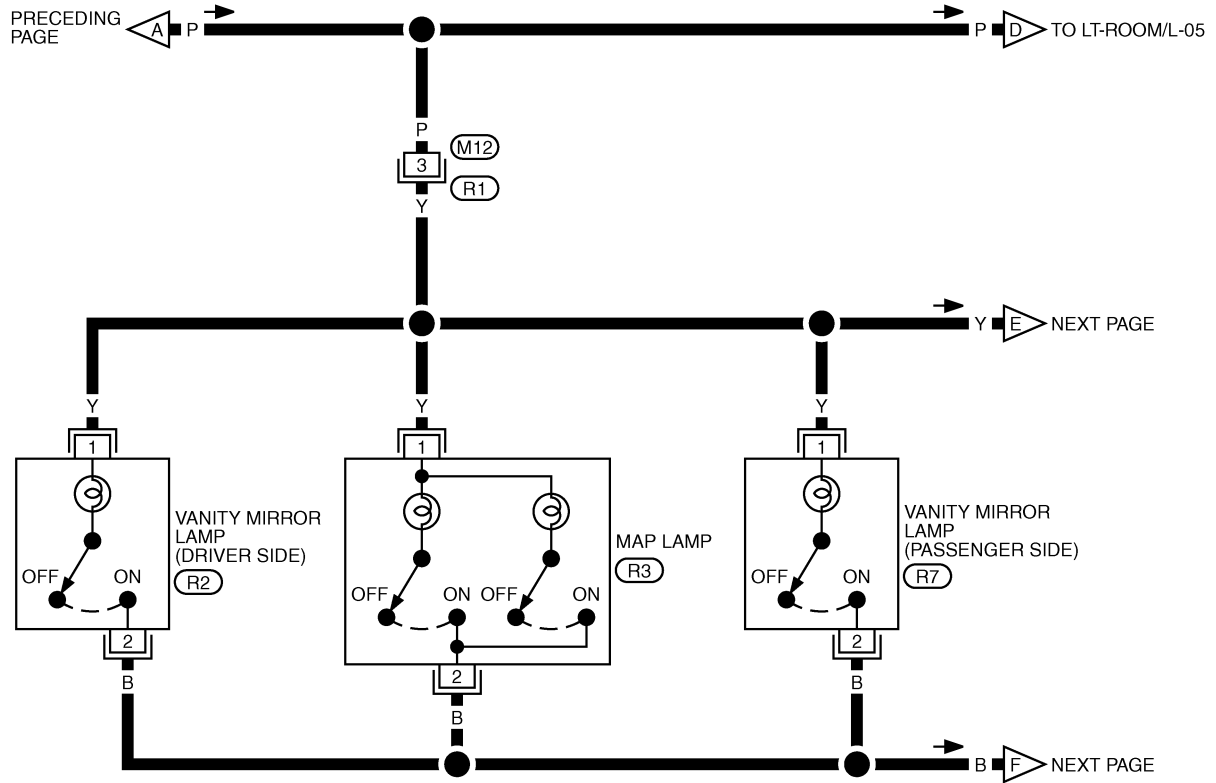 PRECEDING
PAGE
A P
P D TO LT-ROOM/L-05
P
M12
3
R1
Y
Y E NEXT PAGE
Y
Y
Y
1
1
1
VANITY MIRROR
LAMP
(DRIVER SIDE)
R2
OFF ON
MAP LAMP
R3
OFF ON OFF ON
VANITY MIRROR
LAMP
(PASSENGER SIDE)
R7
OFF ON
2
2
2
B
B
B
B F NEXT PAGE